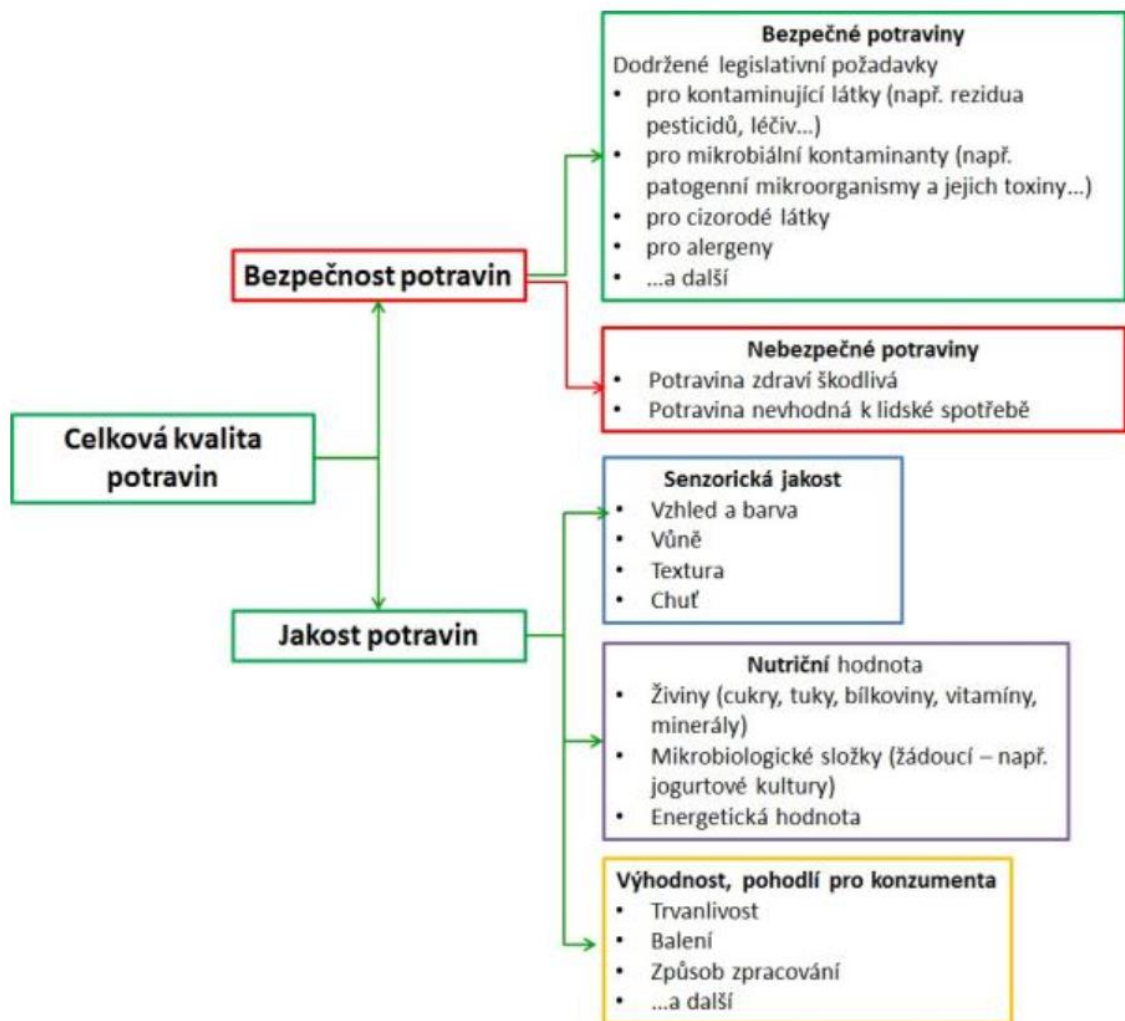 Bezpečné potraviny
Dodržené legislativní požadavky
• pro kontaminující látky (např. rezidua
pesticidů, léčiv...)
• pro mikrobiální kontaminanty (např.
patogenní mikroorganismy a jejich toxiny...)
• pro cizorodé látky
• pro alergeny
• ...a další
Bezpečnost potravin
Nebezpečné potraviny
• Potravina zdraví škodlivá
• Potravina nevhodná k lidské spotřebě
Celková kvalita
potravin
Senzorická jakost
• Vzhled a barva
• Vůně
• Textura
• Chuť
Jakost potravin
Nutriční hodnota
• Živiny (cukry, tuky, bílkoviny, vitamíny,
minerály)
• Mikrobiologické složky (žádoucí – např.
jogurtové kultury)
• Energetická hodnota
Výhodnost, pohodlí pro konzumenta
• Trvanlivost
• Balení
• Způsob zpracování
• ...a další